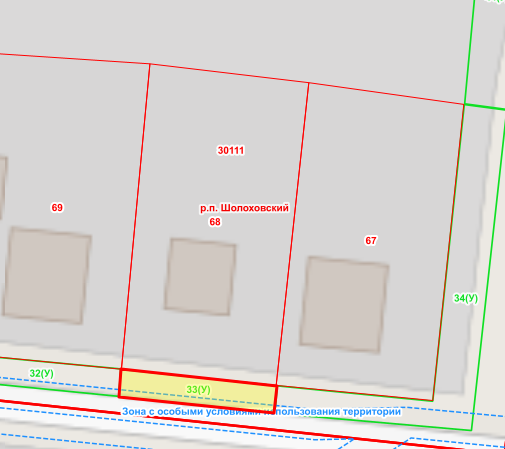 30111
69
р.п. Шолоховский
68
67
34(У)
32(У)
33(У)
Зона с особыми условиями использования территории